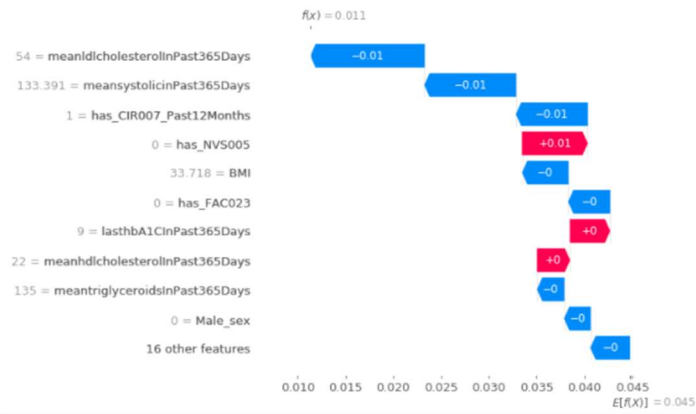 f(x) = 0.011
54 = meanldlcholesterolInPast365Days
−0.01
133.391 = meansystolicinPast365Days
−0.01
1 = has_CIR007_Past12Months
−0.01
0 = has_NVS005
+0.01
33.718 = BMI
−0
0 = has_FAC023
−0
9 = lasthbA1CInPast365Days
+0
22 = meanhdlcholesterolInPast365Days
+0
135 = meantriglyceroidsInPast365Days
−0
0 = Male_sex
−0
16 other features
−0
0.010 0.015 0.020 0.025 0.030 0.035 0.040 0.045
E[f(X)] = 0.045